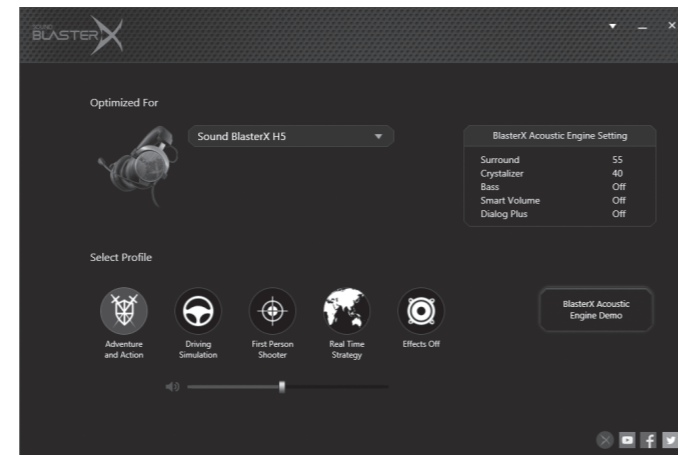 SOUND
BLASTERX
Optimized For
Sound BlasterX H5
BlasterX Acoustic Engine Setting
Surround 55
Crystalizer 40
Bass Off
Smart Volume Off
Dialog Plus Off
Select Profile
Adventure
and Action
Driving
Simulation
First Person
Shooter
Real Time
Strategy
Effects Off
BlasterX Acoustic
Engine Demo